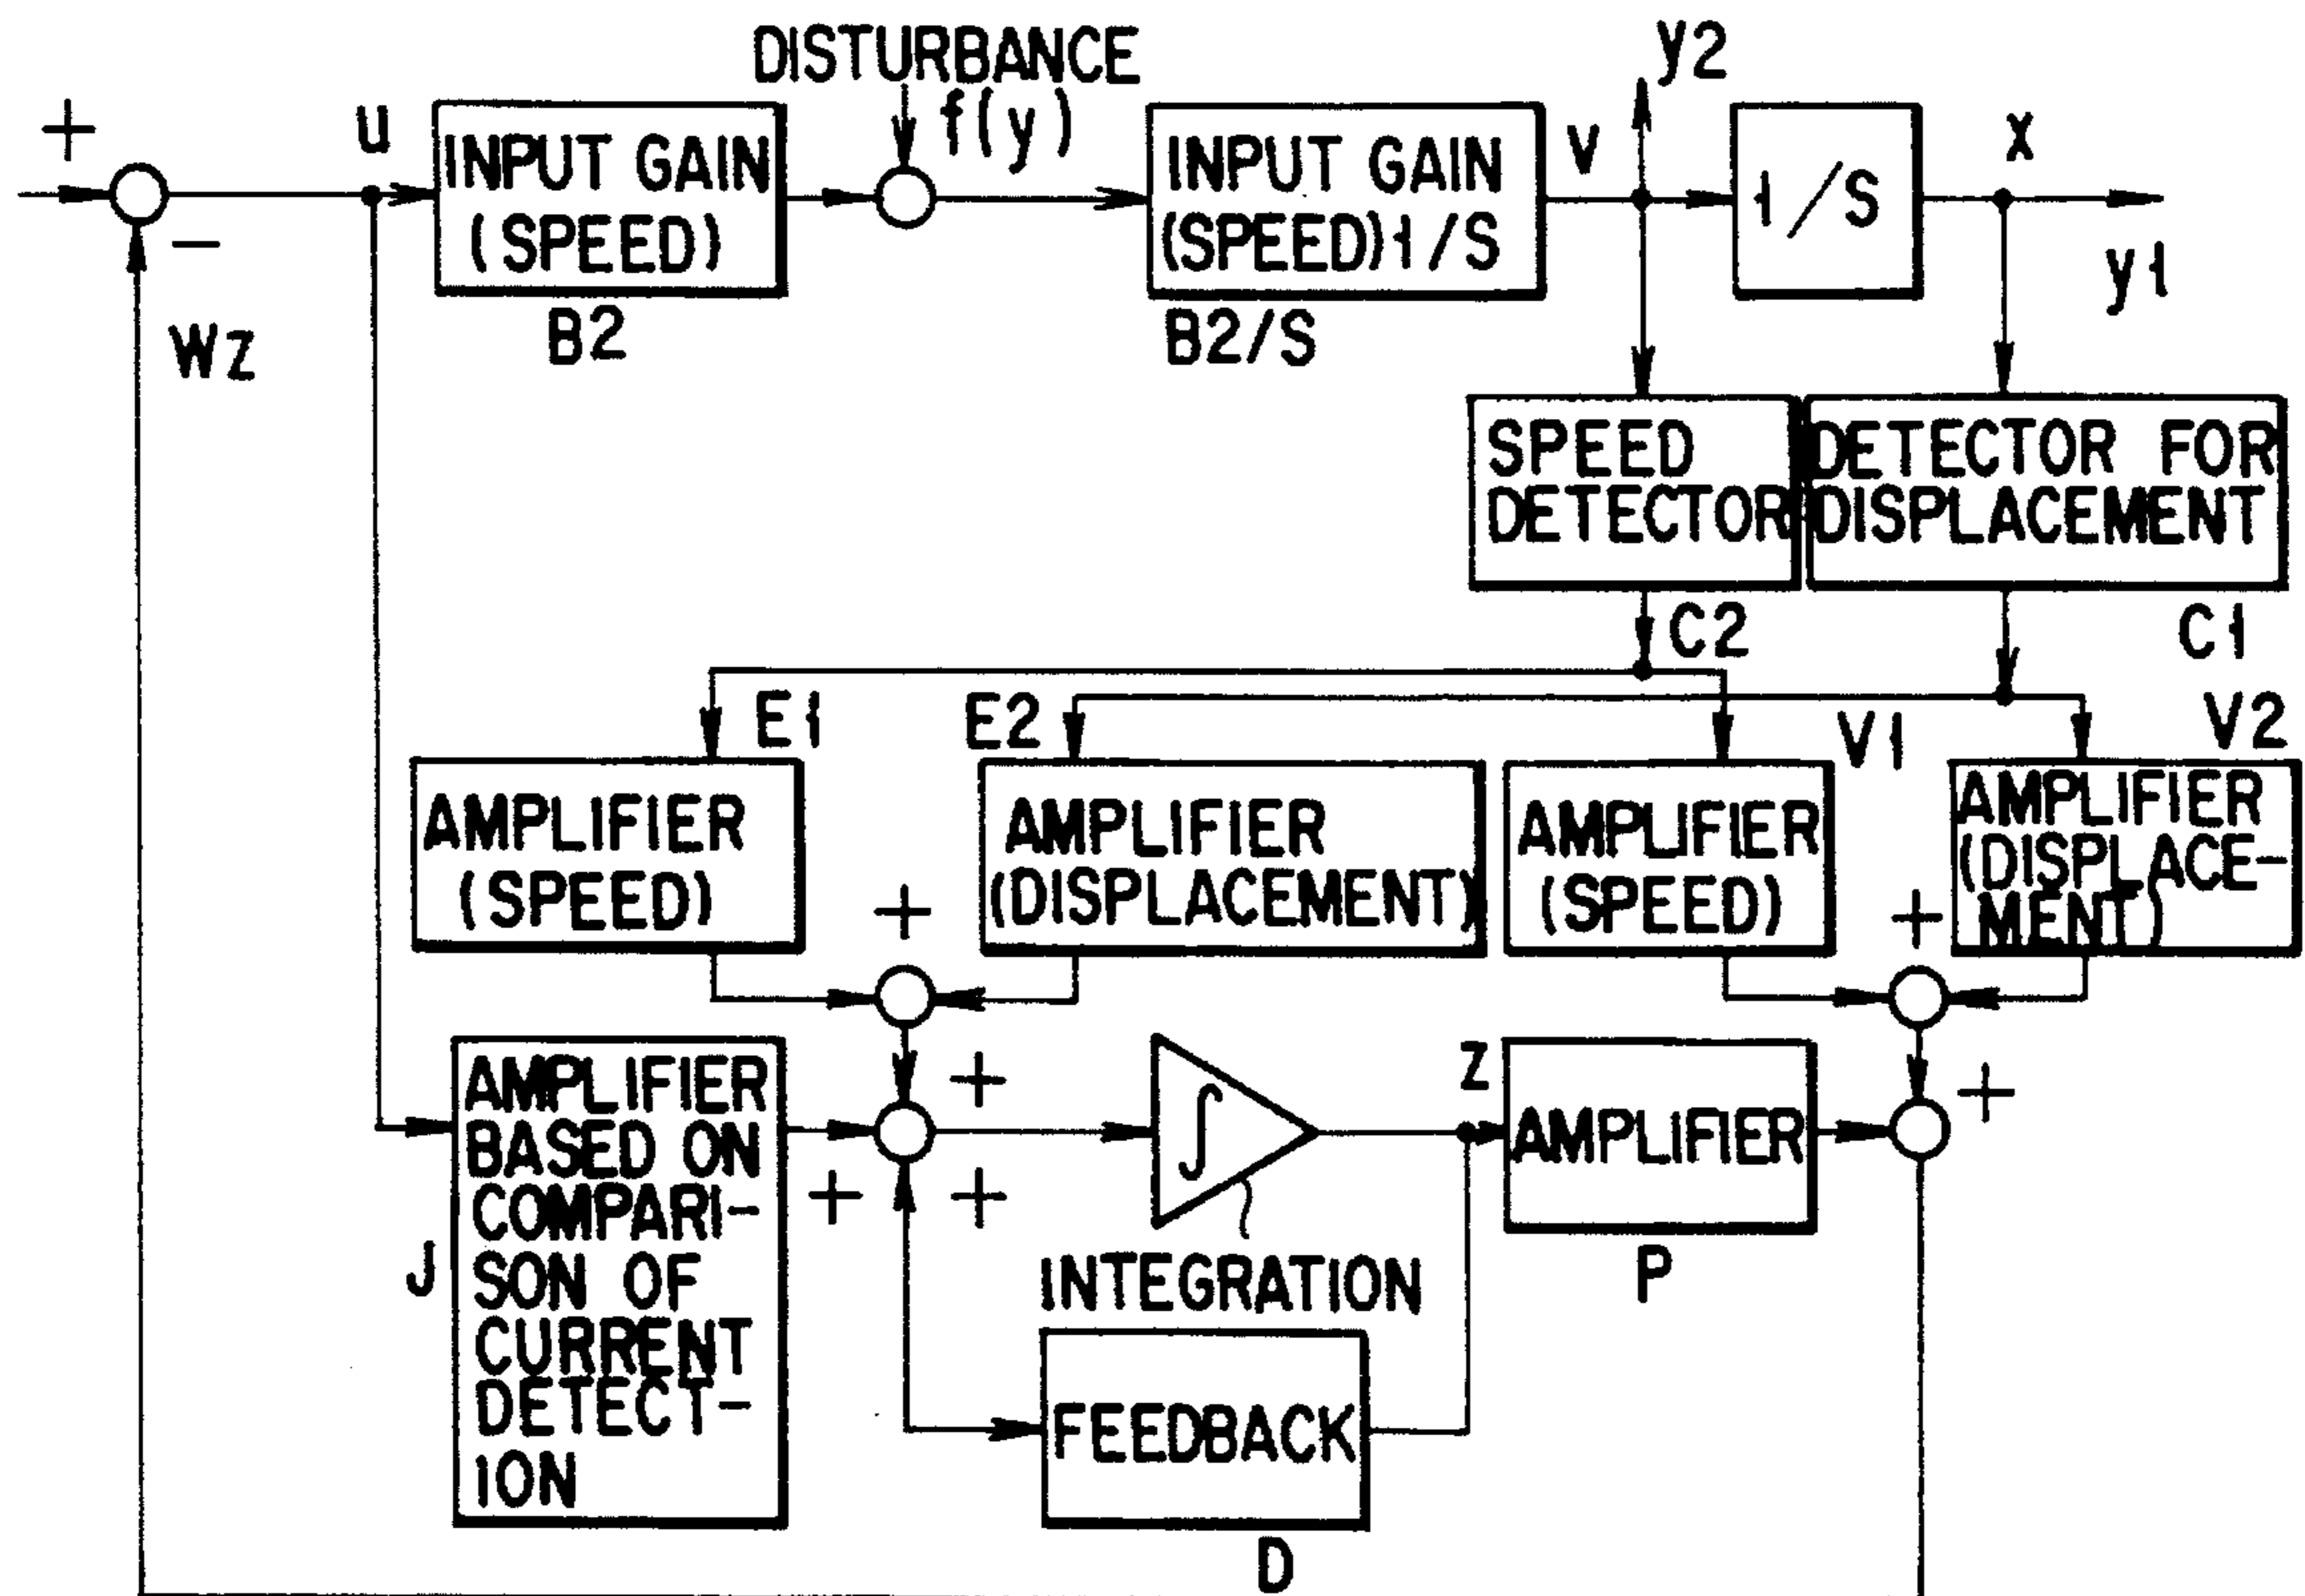 DISTURBANCE
f(y)
y2
+
u
INPUT GAIN
(SPEED)
B2
INPUT GAIN
(SPEED)1/S
B2/S
v
1/S
x
y1
−
Wz
SPEED
DETECTOR
C2
DETECTOR FOR
DISPLACEMENT
C1
E1
E2
V1
V2
AMPLIFIER
(SPEED)
+
AMPLIFIER
(DISPLACEMENT)
AMPLIFIER
(SPEED)
+
AMPLIFIER
(DISPLACE-
MENT)
J
AMPLIFIER
BASED ON
COMPARI-
SON OF
CURRENT
DETECT-
ION
+
+
+
∫
INTEGRATION
Z
AMPLIFIER
P
+
FEEDBACK
D